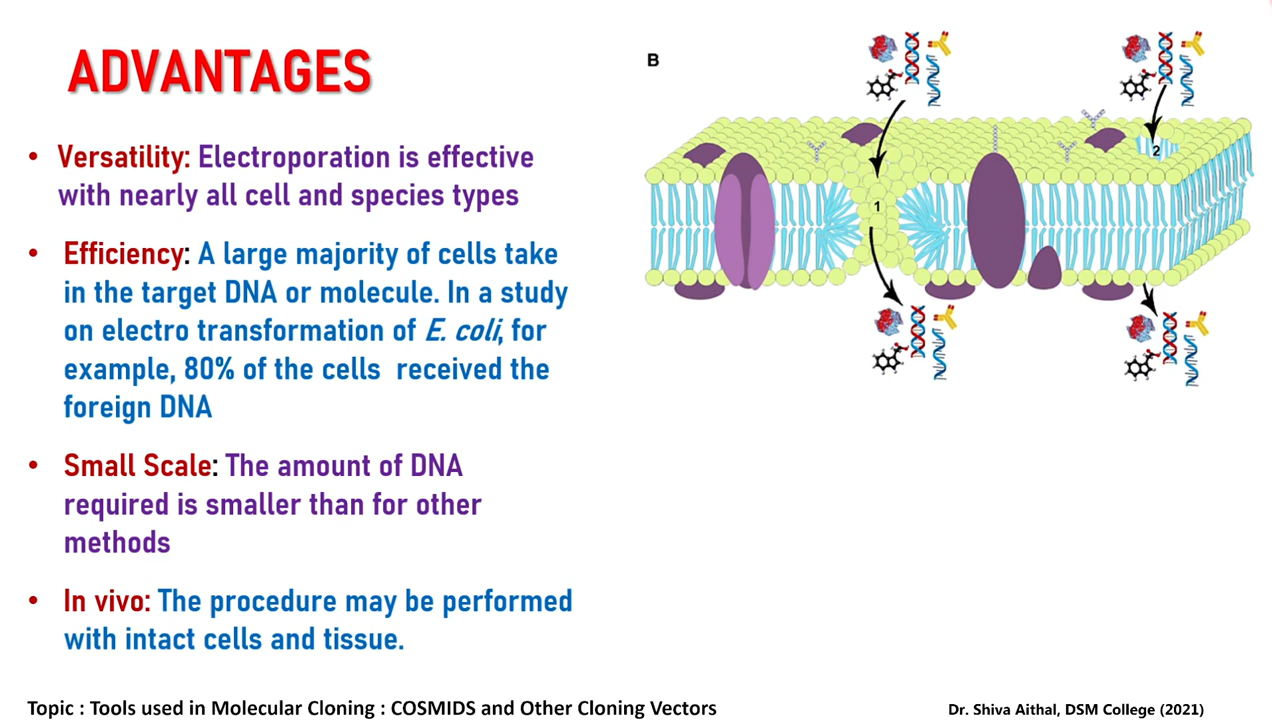 ADVANTAGES
• Versatility: Electroporation is effective
with nearly all cell and species types
• Efficiency: A large majority of cells take
in the target DNA or molecule. In a study
on electro transformation of E. coli, for
example, 80% of the cells received the
foreign DNA
• Small Scale: The amount of DNA
required is smaller than for other
methods
• In vivo: The procedure may be performed
with intact cells and tissue.
B
1
2
Topic : Tools used in Molecular Cloning : COSMIDS and Other Cloning Vectors
Dr. Shiva Aithal, DSM College (2021)